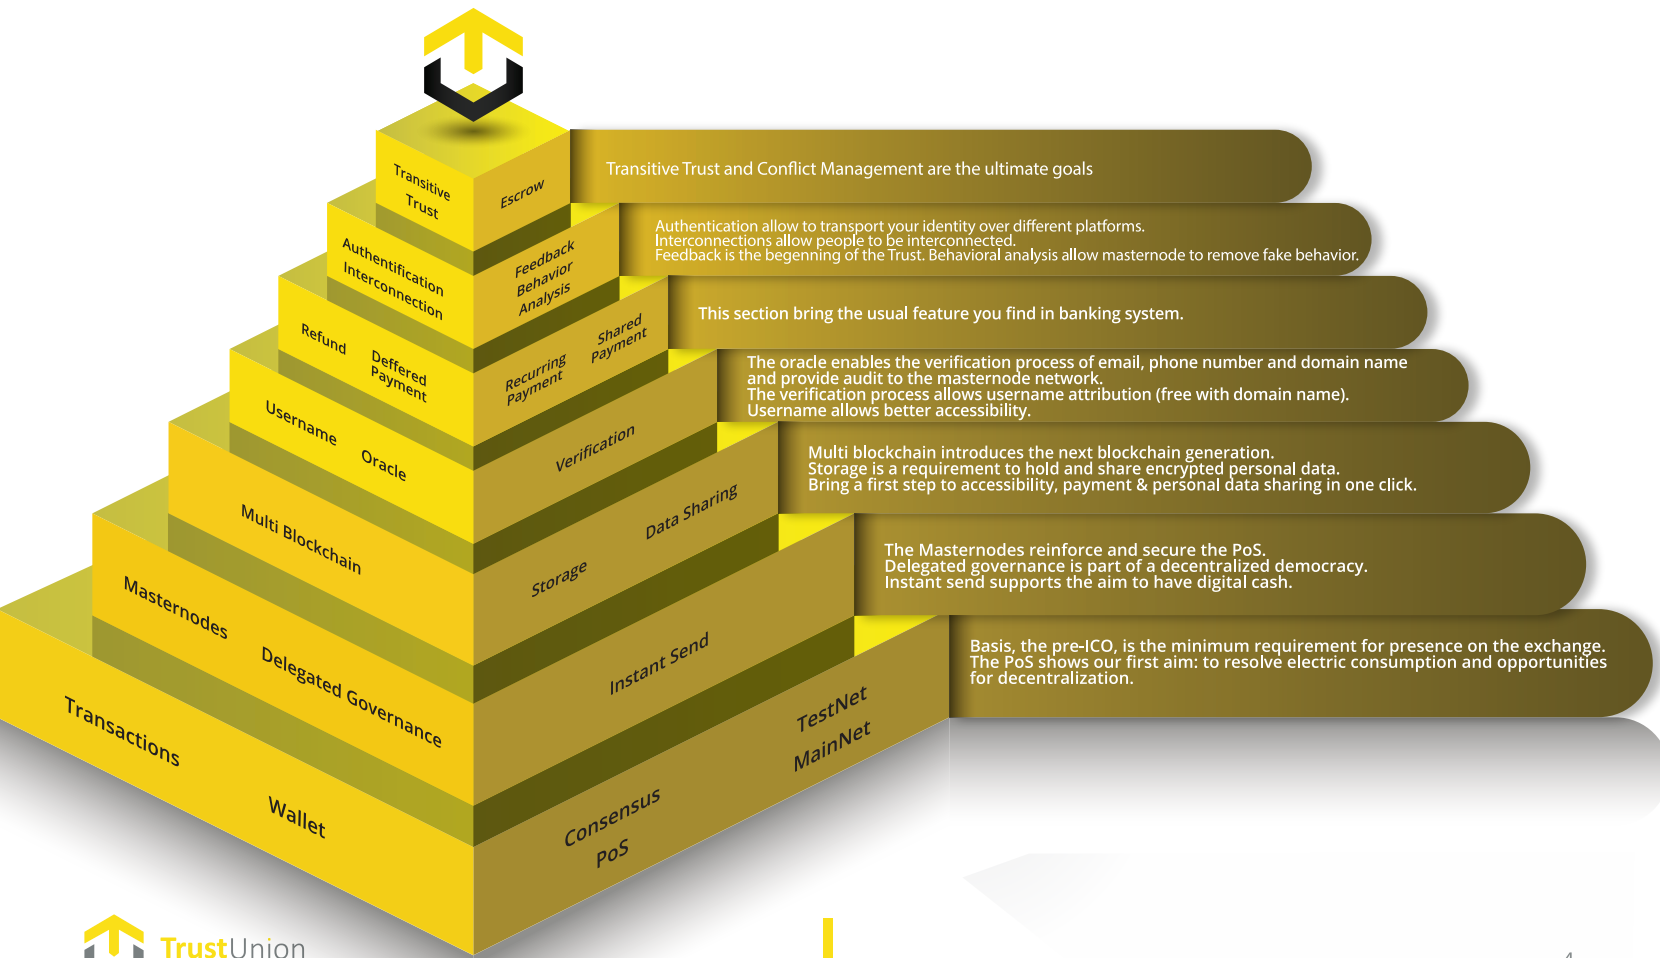 Transitive
Trust
Escrow
Transitive Trust and Conflict Management are the ultimate goals
Authentification
Interconnection
Feedback
Behavior
Analysis
Authentication allow to transport your identity over different platforms.
Interconnections allow people to be interconnected.
Feedback is the begenning of the Trust. Behavioral analysis allow masternode to remove fake behavior.
Refund
Deffered
Payment
Recurring
Payment
Shared
Payment
This section bring the usual feature you find in banking system.
Username
Oracle
Verification
The oracle enables the verification process of email, phone number and domain name
and provide audit to the masternode network.
The verification process allows username attribution (free with domain name).
Username allows better accessibility.
Multi Blockchain
Storage
Data Sharing
Multi blockchain introduces the next blockchain generation.
Storage is a requirement to hold and share encrypted personal data.
Bring a first step to accessibility, payment & personal data sharing in one click.
Masternodes
Delegated Governance
Instant Send
The Masternodes reinforce and secure the PoS.
Delegated governance is part of a decentralized democracy.
Instant send supports the aim to have digital cash.
Transactions
Wallet
Consensus
PoS
TestNet
MainNet
Basis, the pre-ICO, is the minimum requirement for presence on the exchange.
The PoS shows our first aim: to resolve electric consumption and opportunities
for decentralization.
TrustUnion
4